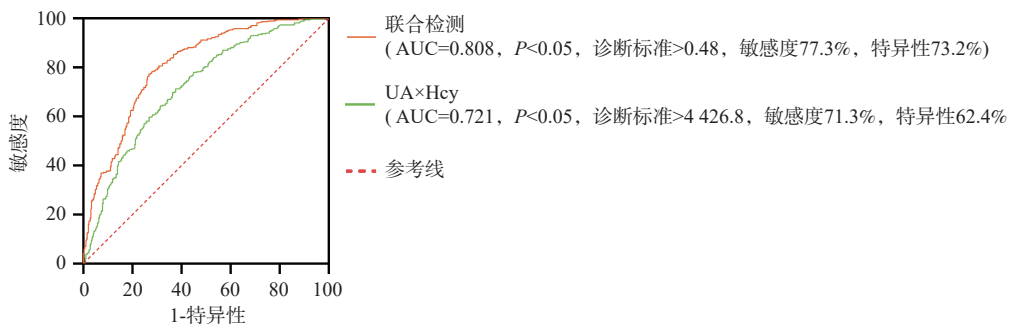 100
80
60
40
20
0
敏感度
0 20 40 60 80 100
1-特异性
联合检测
( AUC=0.808，P<0.05，诊断标准>0.48，敏感度77.3%，特异性73.2%)
UA×Hcy
( AUC=0.721，P<0.05，诊断标准>4 426.8，敏感度71.3%，特异性62.4%
参考线